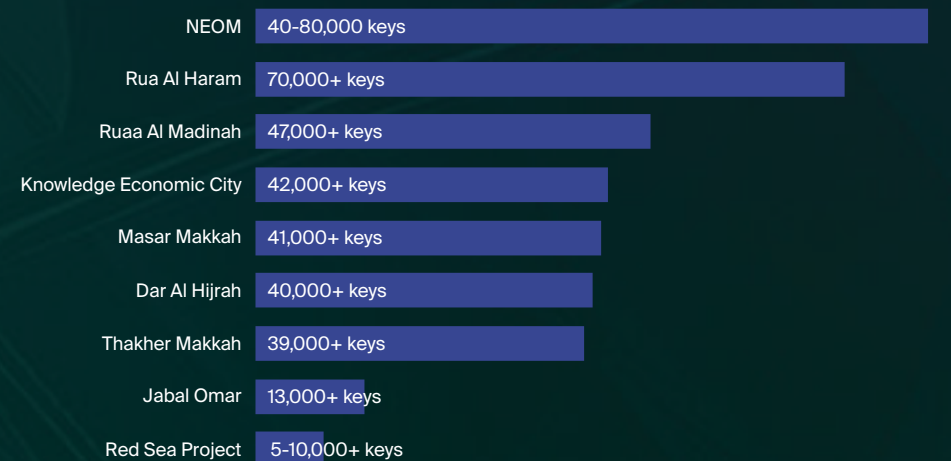 NEOM 40-80,000 keys
Rua Al Haram 70,000+ keys
Ruaa Al Madinah 47,000+ keys
Knowledge Economic City 42,000+ keys
Masar Makkah 41,000+ keys
Dar Al Hijrah 40,000+ keys
Thakher Makkah 39,000+ keys
Jabal Omar 13,000+ keys
Red Sea Project 5-10,000+ keys